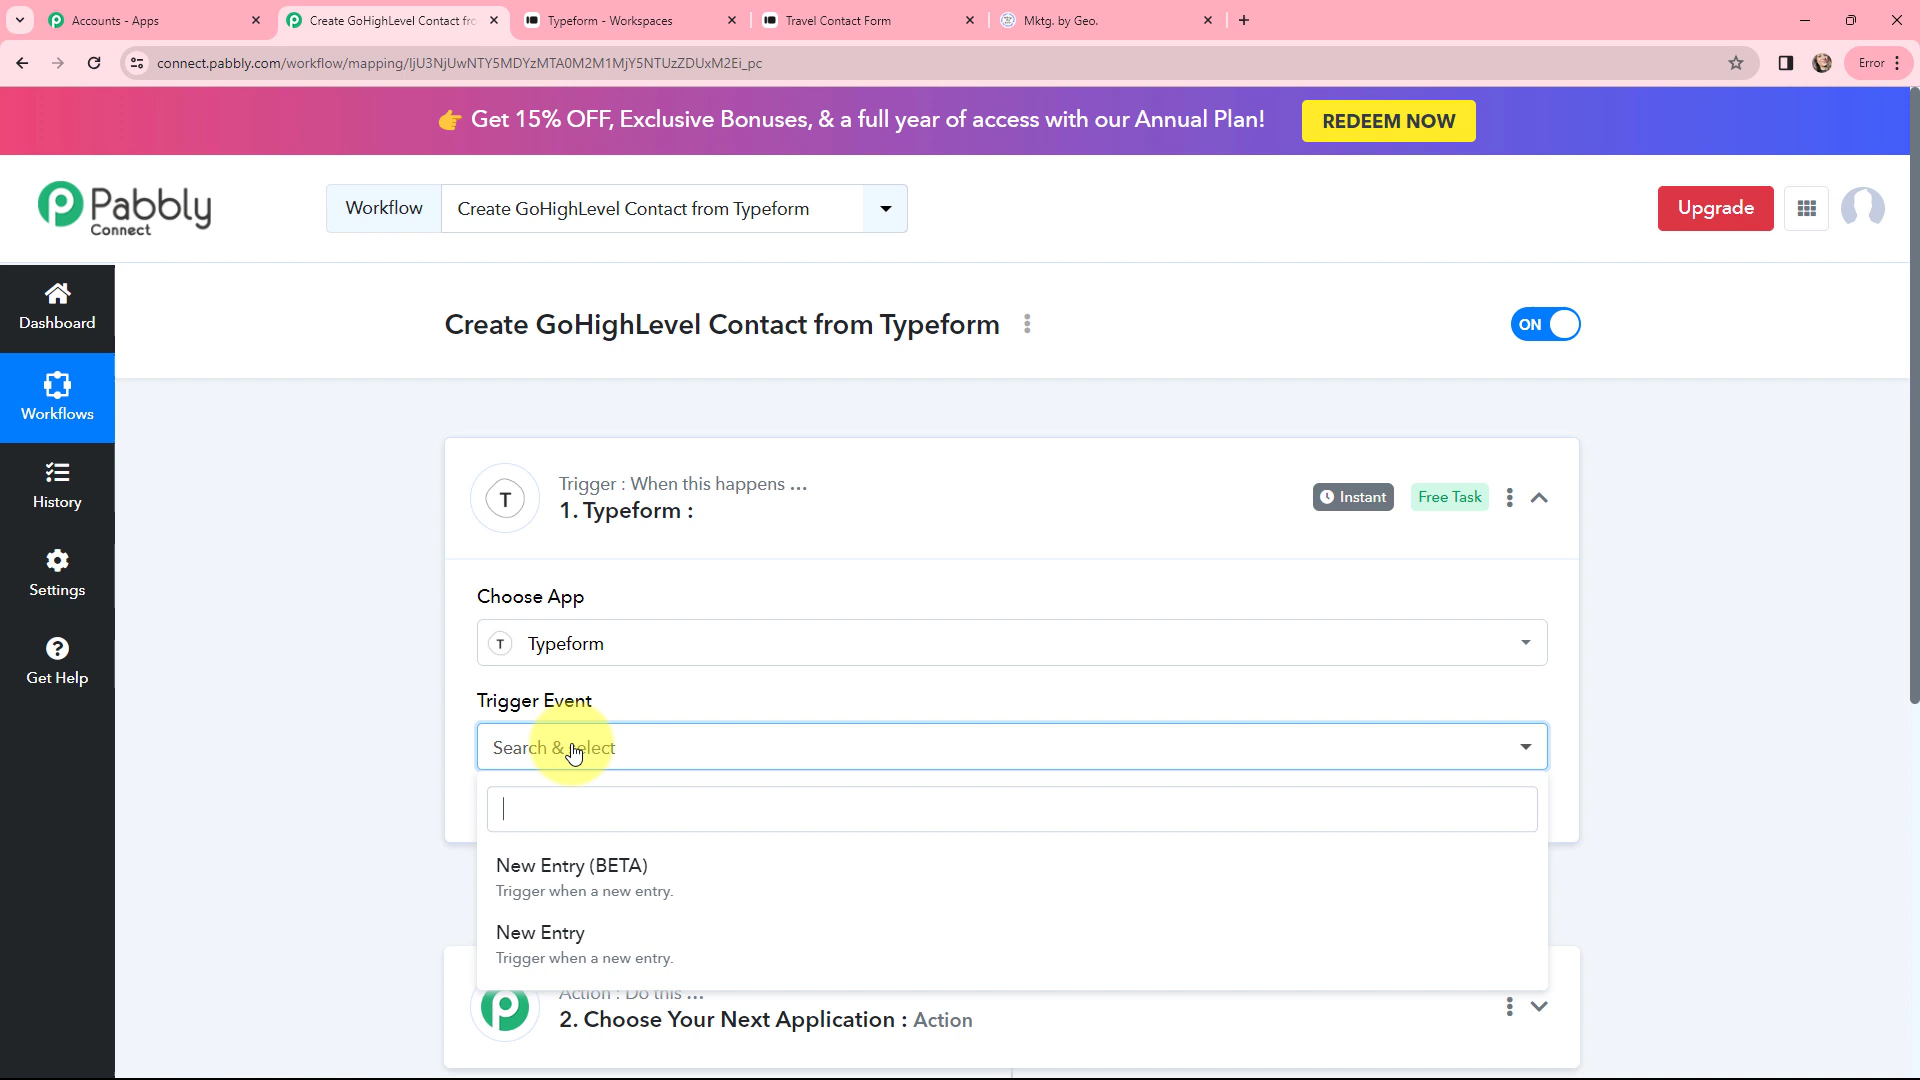 Accounts - Apps
Create GoHighLevel Contact fro
Typeform - Workspaces
Travel Contact Form
Mktg. by Geo.
connect.pabbly.com/workflow/mapping/IjU3NjUwNTY5MDYzMTA0M2M1MjY5NTUzZDUxM2Ei_pc
Error
👉 Get 15% OFF, Exclusive Bonuses, & a full year of access with our Annual Plan!
REDEEM NOW
Pabbly
Connect
Workflow
Create GoHighLevel Contact from Typeform
Upgrade
Dashboard
Workflows
History
Settings
Get Help
Create GoHighLevel Contact from Typeform
ON
T
Trigger : When this happens ...
1. Typeform :
Instant
Free Task
Choose App
T
Typeform
Trigger Event
Search & select
New Entry (BETA)
Trigger when a new entry.
New Entry
Trigger when a new entry.
Action : Do this ...
2. Choose Your Next Application : Action